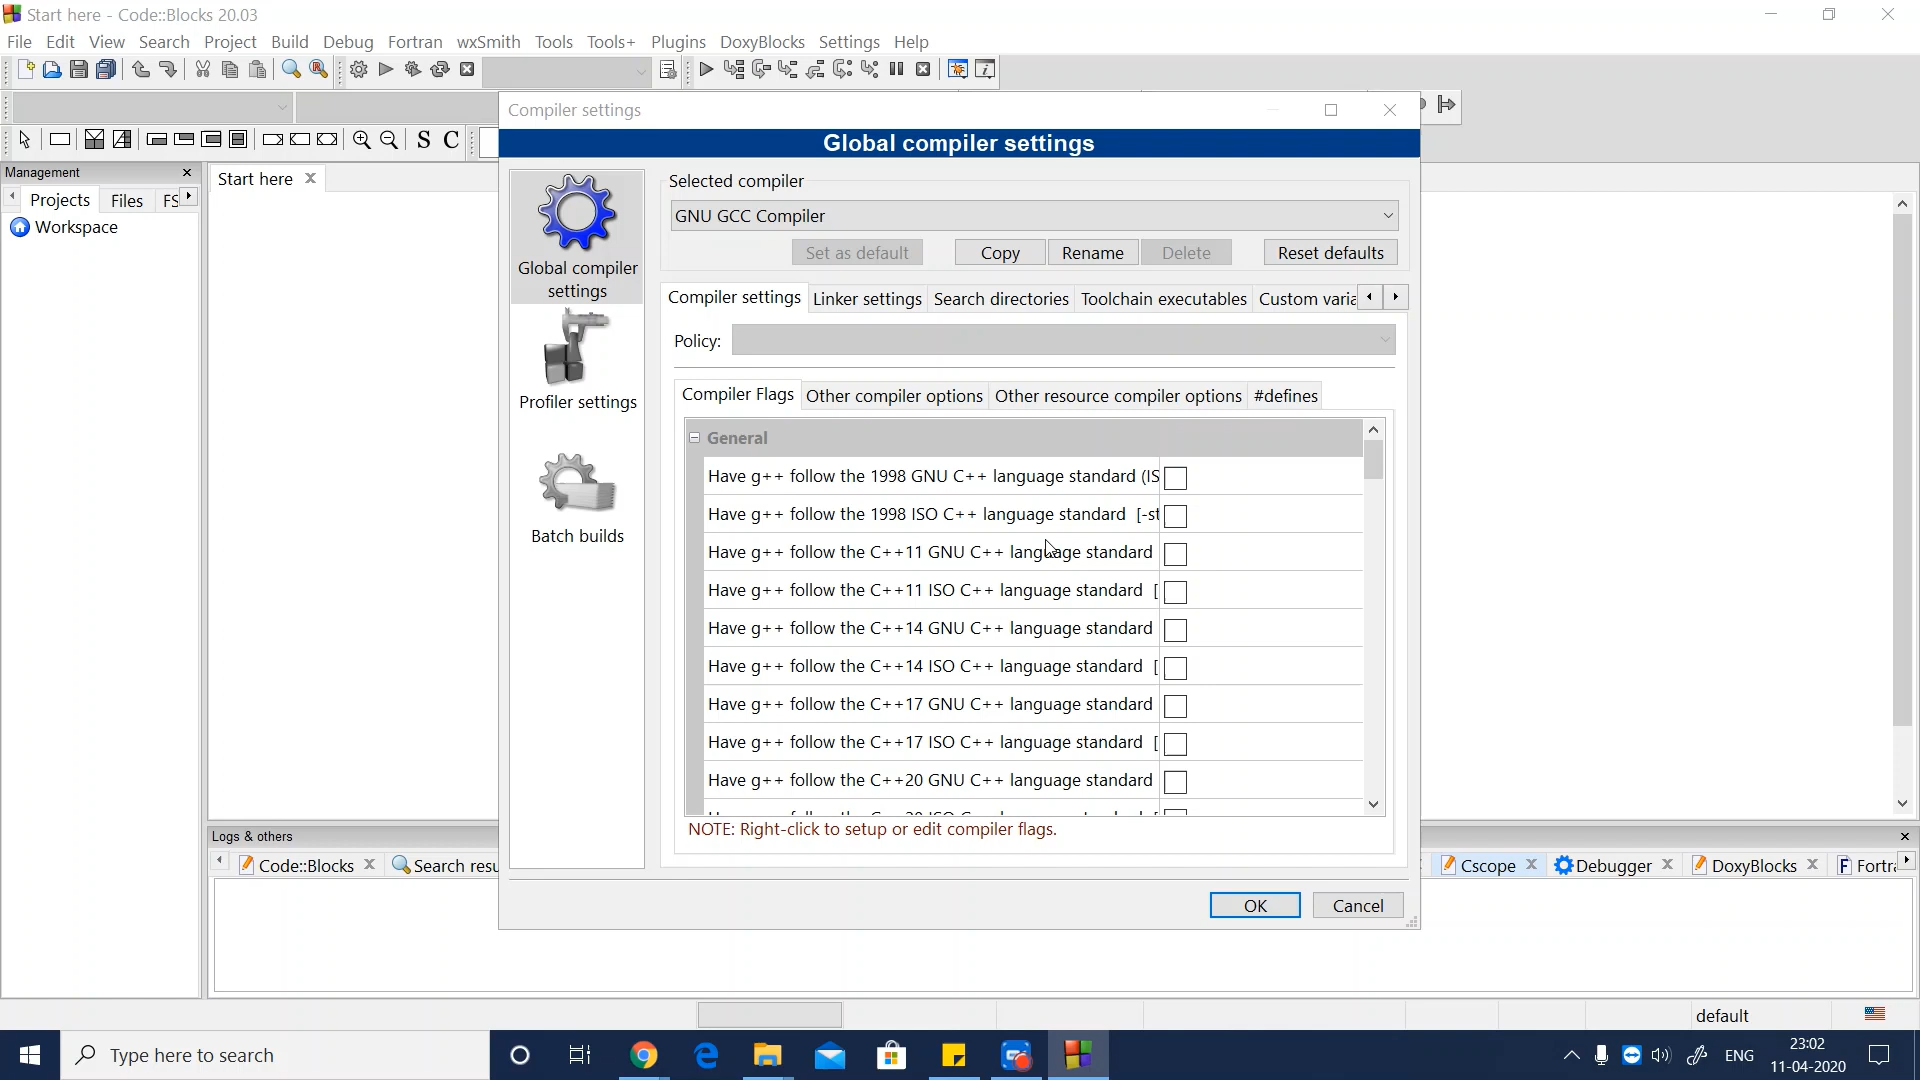 Start here - Code::Blocks 20.03
File Edit View Search Project Build Debug Fortran wxSmith Tools Tools+ Plugins DoxyBlocks Settings Help
S C
Management
Projects Files FS
Workspace
Start here
Compiler settings
Global compiler settings
Global compiler
settings
Profiler settings
Batch builds
Selected compiler
GNU GCC Compiler
Set as default Copy Rename Delete Reset defaults
Compiler settings Linker settings Search directories Toolchain executables Custom varia
Policy:
Compiler Flags Other compiler options Other resource compiler options #defines
General
Have g++ follow the 1998 GNU C++ language standard (IS
Have g++ follow the 1998 ISO C++ language standard [-st
Have g++ follow the C++11 GNU C++ language standard
Have g++ follow the C++11 ISO C++ language standard [
Have g++ follow the C++14 GNU C++ language standard
Have g++ follow the C++14 ISO C++ language standard [
Have g++ follow the C++17 GNU C++ language standard
Have g++ follow the C++17 ISO C++ language standard [
Have g++ follow the C++20 GNU C++ language standard
NOTE: Right-click to setup or edit compiler flags.
OK Cancel
Logs & others
Code::Blocks Search resu Cscope Debugger DoxyBlocks Fortra
default
Type here to search
ENG
23:02
11-04-2020